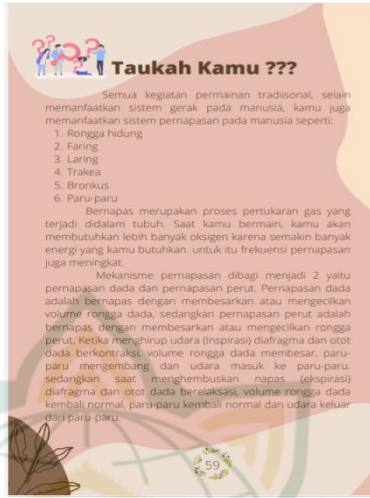 Taukah Kamu ???
Semua kegiatan permainan tradiisonal, selain
memanfaatkan sistem gerak pada manusia, kamu juga
memanfaatkan sistem pernapasan pada manusia seperti:
1. Rongga hidung
2. Faring
3. Laring
4. Trakea
5. Bronkus
6. Paru-paru
Bernapas merupakan proses pertukaran gas yang
terjadi didalam tubuh. Saat kamu bermain, kamu akan
membutuhkan lebih banyak oksigen karena semakin banyak
energi yang kamu butuhkan. untuk itu frekuensi pernapasan
juga meningkat.
Mekanisme pernapasan dibagi menjadi 2 yaitu
pernapasan dada dan pernapasan perut. Pernapasan dada
adalah bernapas dengan membesarkan atau mengecilkan
volume rongga dada, sedangkan pernapasan perut adalah
bernapas dengan membesarkan atau mengecilkan rongga
perut. Ketika menghirup udara (Inspirasi) diafragma dan otot
dada berkontraksi, volume rongga dada membesar, paru-
paru mengembang dan udara masuk ke paru-paru.
sedangkan saat menghembuskan napas (ekspirasi)
diafragma dan otot dada berelaksasi, volume rongga dada
kembali normal, paru-paru kembali normal dan udara keluar
dari paru-paru.
59